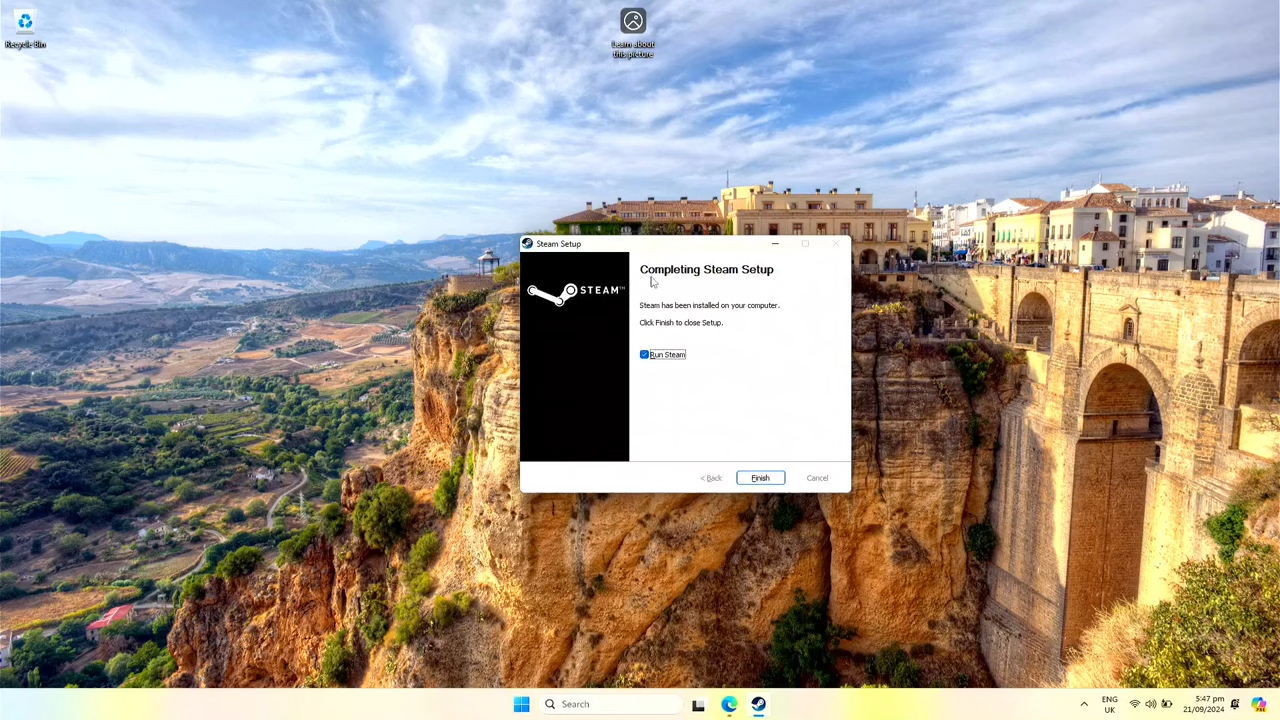 Recycle Bin
Learn about
this picture
Steam Setup
STEAM™
Completing Steam Setup
Steam has been installed on your computer.
Click Finish to close Setup.
Run Steam
< Back
Finish
Cancel
Search
ENG
UK
5:47 pm
21/09/2024